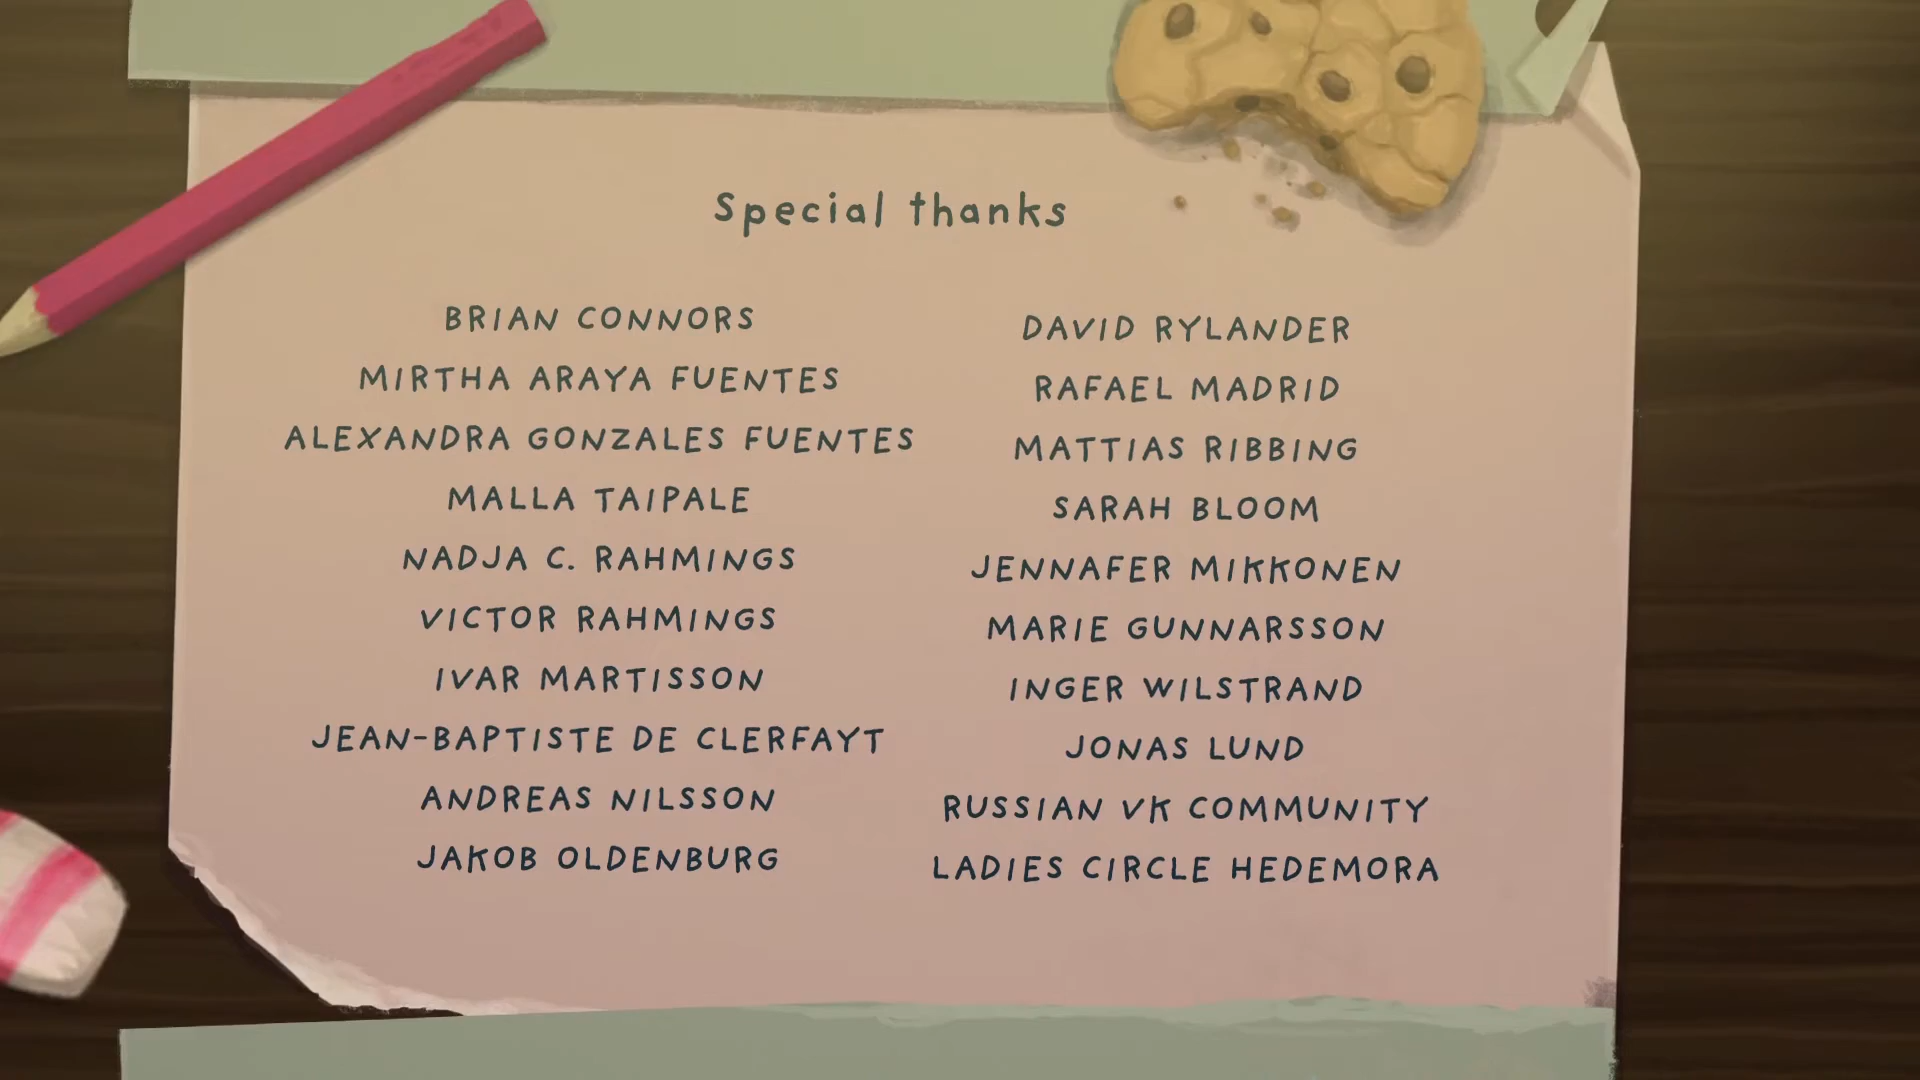 Special thanks
BRIAN CONNORS
MIRTHA ARAYA FUENTES
ALEXANDRA GONZALES FUENTES
MALLA TAIPALE
NADJA C. RAHMINGS
VICTOR RAHMINGS
IVAR MARTISSON
JEAN-BAPTISTE DE CLERFAYT
ANDREAS NILSSON
JAKOB OLDENBURG
DAVID RYLANDER
RAFAEL MADRID
MATTIAS RIBBING
SARAH BLOOM
JENNAFER MIKKONEN
MARIE GUNNARSSON
INGER WILSTRAND
JONAS LUND
RUSSIAN VK COMMUNITY
LADIES CIRCLE HEDEMORA